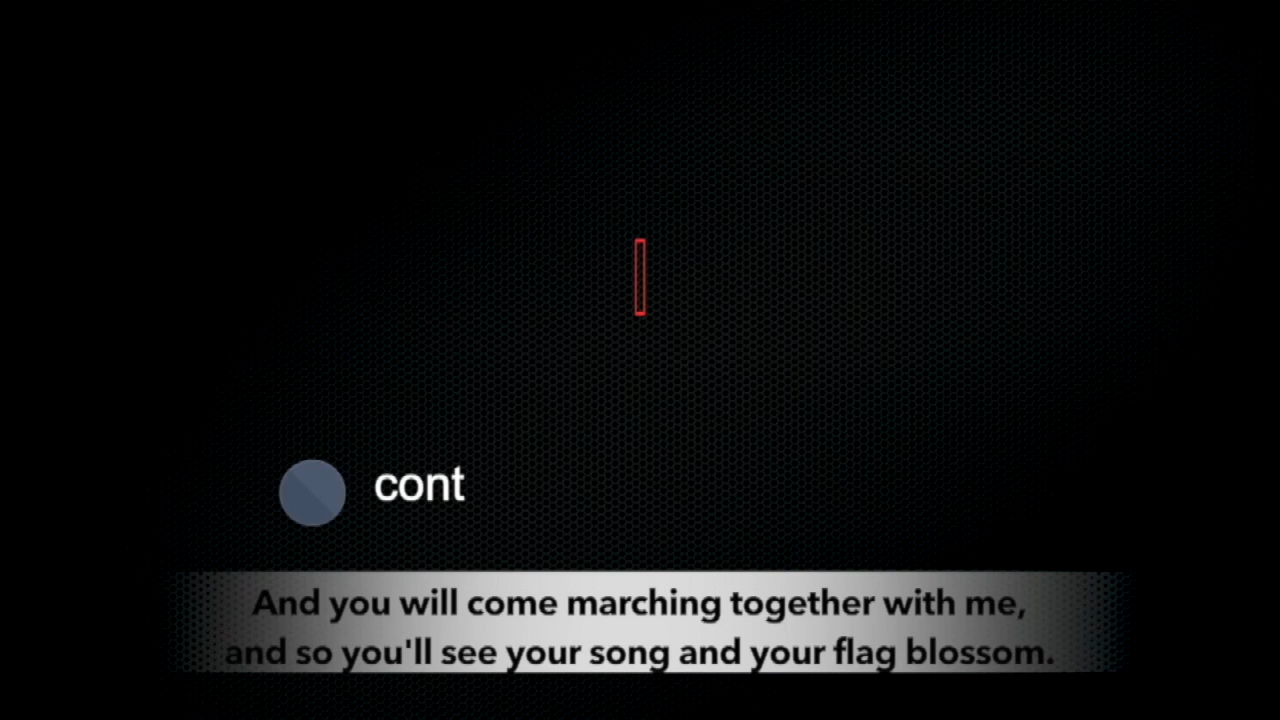 cont
And you will come marching together with me,
and so you'll see your song and your flag blossom.